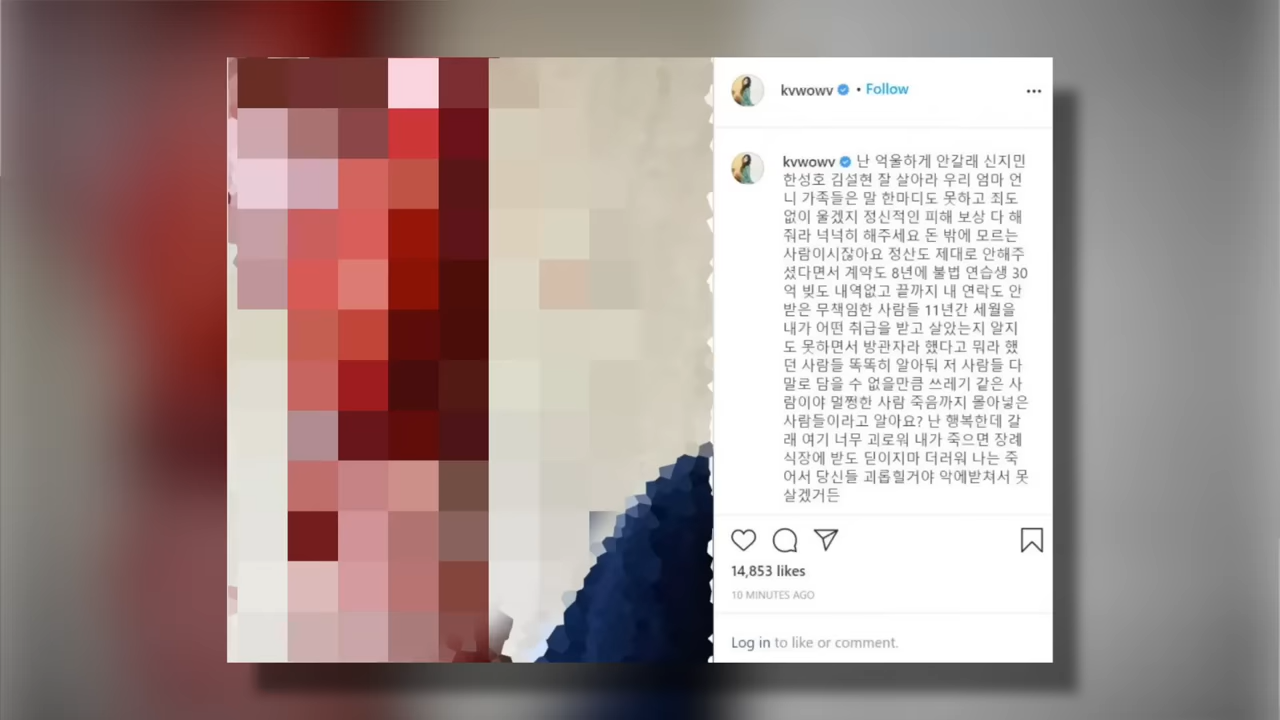 kvwowv • Follow
kvwowv 난 억울하게 안갈래 신지민
한성호 김설현 잘 살아라 우리 엄마 언
니 가족들은 말 한마디도 못하고 죄도
없이 울겠지 정신적인 피해 보상 다 해
줘라 넉넉히 해주세요 돈 밖에 모르는
사람이시잖아요 정산도 제대로 안해주
셨다면서 계약도 8년에 불법 연습생 30
억 빚도 내역없고 끝까지 내 연락도 안
받은 무책임한 사람들 11년간 세월을
내가 어떤 취급을 받고 살았는지 알지
도 못하면서 방관자라 했다고 뭐라 했
던 사람들 똑똑히 알아둬 저 사람들 다
말로 담을 수 없을만큼 쓰레기 같은 사
람이야 멀쩡한 사람 죽음까지 몰아넣은
사람들이라고 알아요? 난 행복한데 갈
래 여기 너무 괴로워 내가 죽으면 장례
식장에 받도 딛이지마 더러워 나는 죽
어서 당신들 괴롭힐거야 악에받쳐서 못
살겠거든
14,853 likes
10 MINUTES AGO
Log in to like or comment.